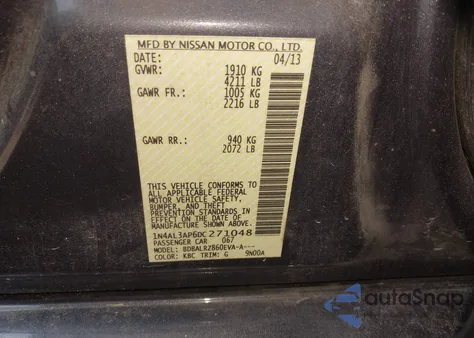 MFD BY NISSAN MOTOR CO., LTD.
DATE: 04/13
GVWR: 1910 KG
4211 LB
GAWR FR.: 1005 KG
2216 LB
GAWR RR.: 940 KG
2072 LB
THIS VEHICLE CONFORMS TO
ALL APPLICABLE FEDERAL
MOTOR VEHICLE SAFETY,
BUMPER, AND THEFT
PREVENTION STANDARDS
IN EFFECT ON THE DATE OF
MANUFACTURE SHOWN ABOVE.
1N4AL3AP6DC271048
PASSENGER CAR 067
MODEL: BDBALRZ860EVA-A---
COLOR: KBC TRIM: G 9N00A
autoSnap